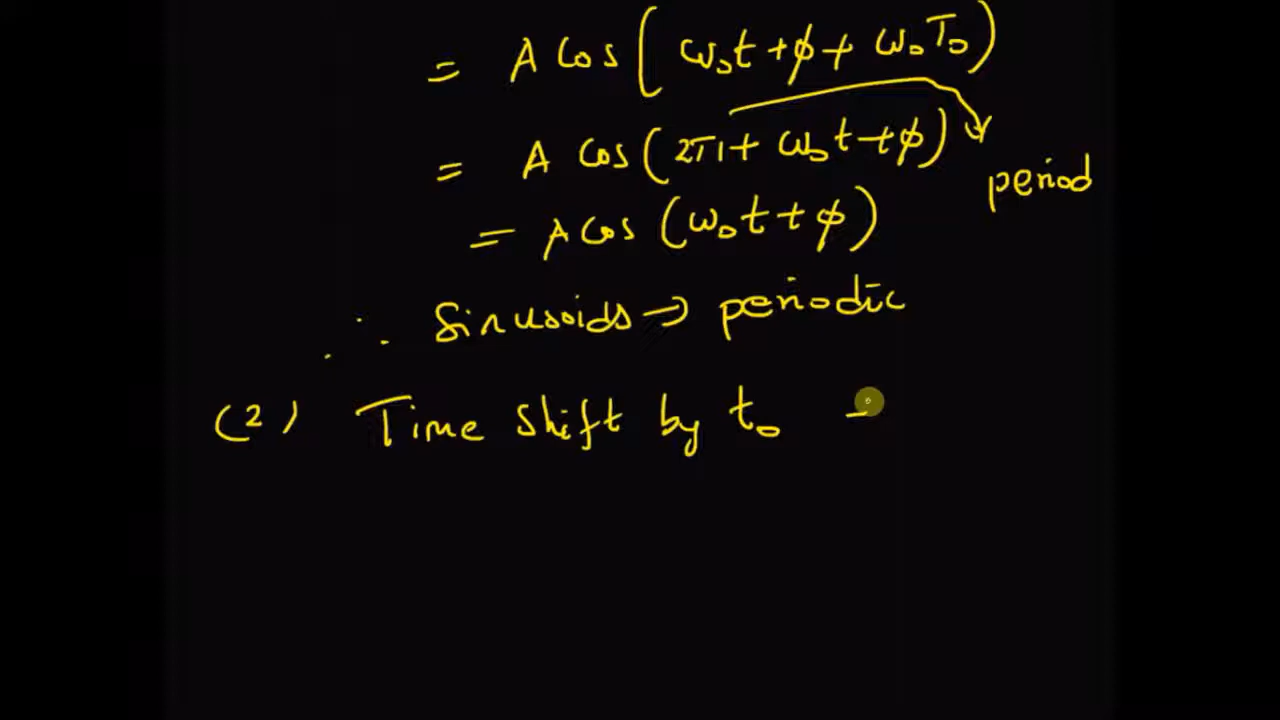 = A Cos ( ω₀t + φ + ω₀T₀ )
= A Cos ( 2π + ω₀t + φ )
period
= A Cos ( ω₀t + φ )
∴ Sinusoids → periodic
(2) Time shift by t₀ -